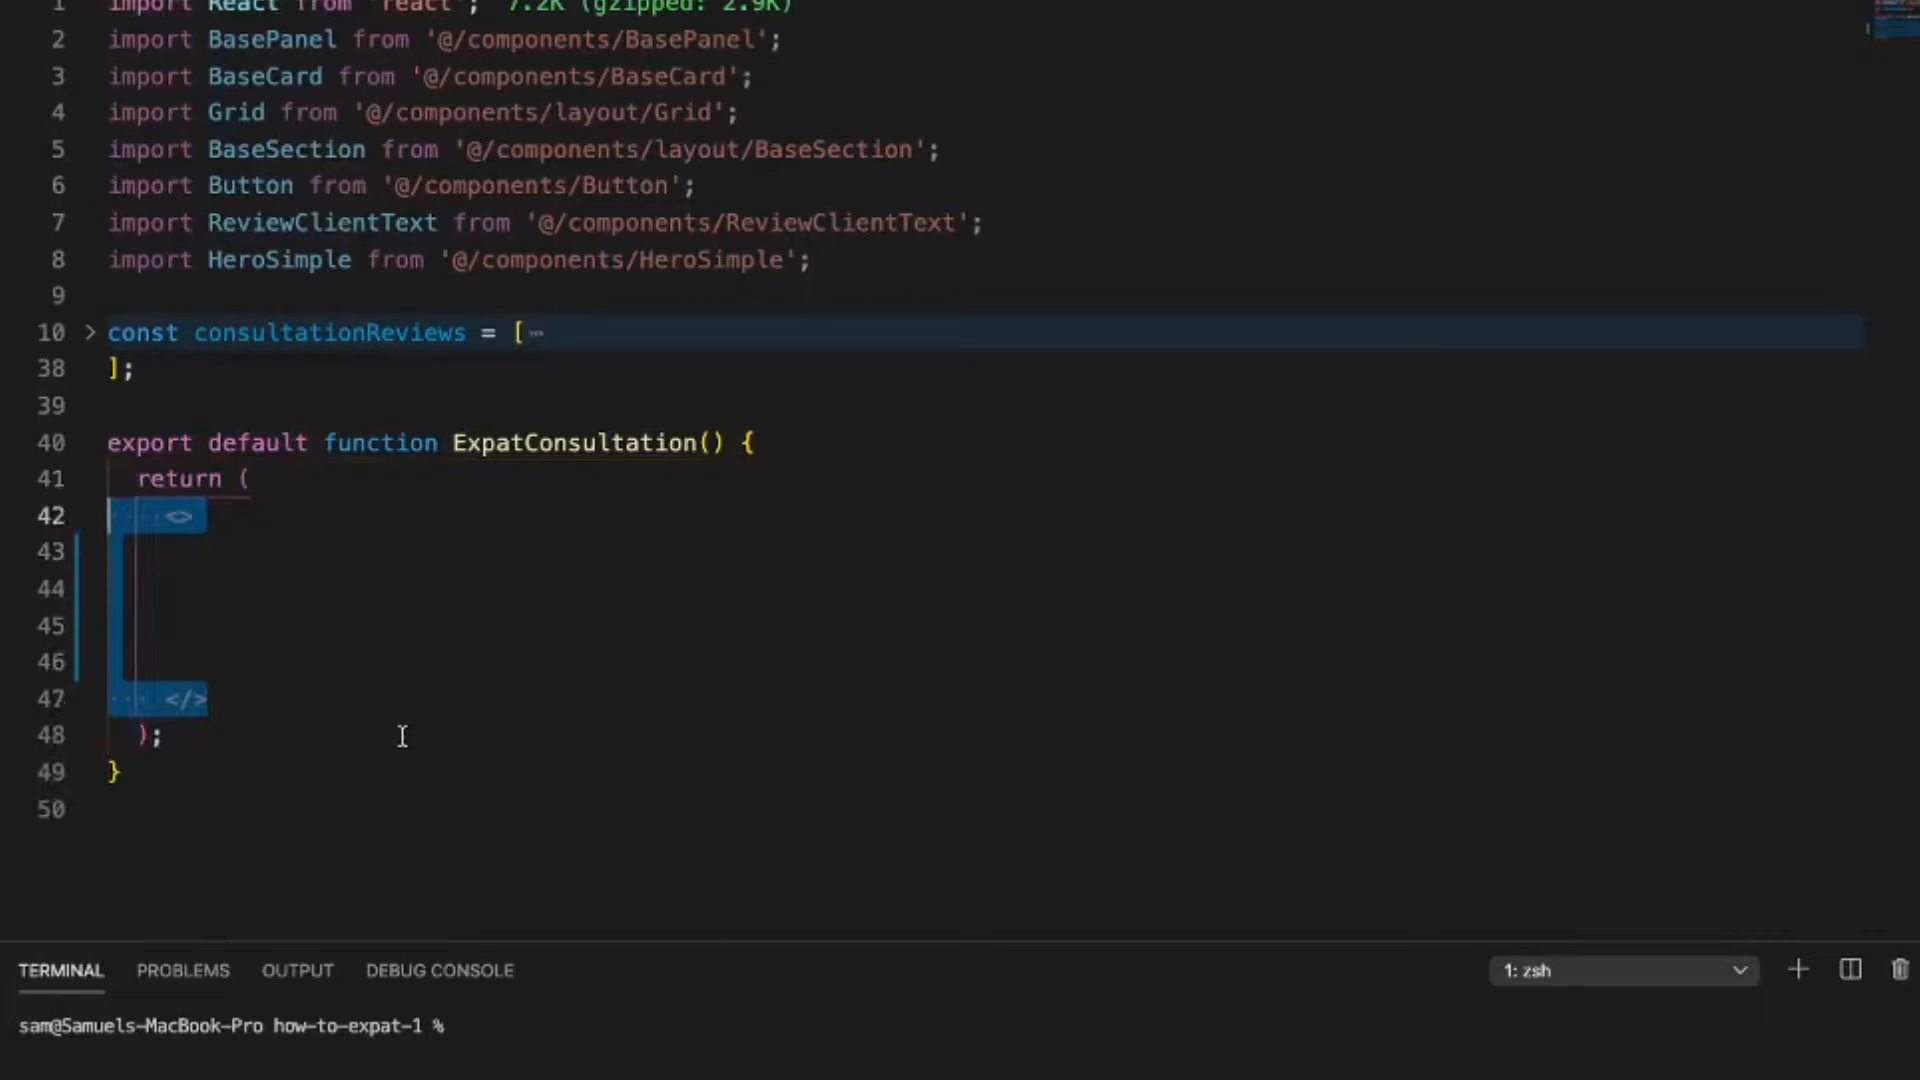 1 import React from 'react'; 7.2K (gzipped: 2.9K)
2 import BasePanel from '@/components/BasePanel';
3 import BaseCard from '@/components/BaseCard';
4 import Grid from '@/components/layout/Grid';
5 import BaseSection from '@/components/layout/BaseSection';
6 import Button from '@/components/Button';
7 import ReviewClientText from '@/components/ReviewClientText';
8 import HeroSimple from '@/components/HeroSimple';
9
10 > const consultationReviews = [ ⋯
38 ];
39
40 export default function ExpatConsultation() {
41 return (
42 <>
43
44
45
46
47 </>
48 );
49 }
50
TERMINAL PROBLEMS OUTPUT DEBUG CONSOLE 1: zsh
sam@Samuels-MacBook-Pro how-to-expat-1 %